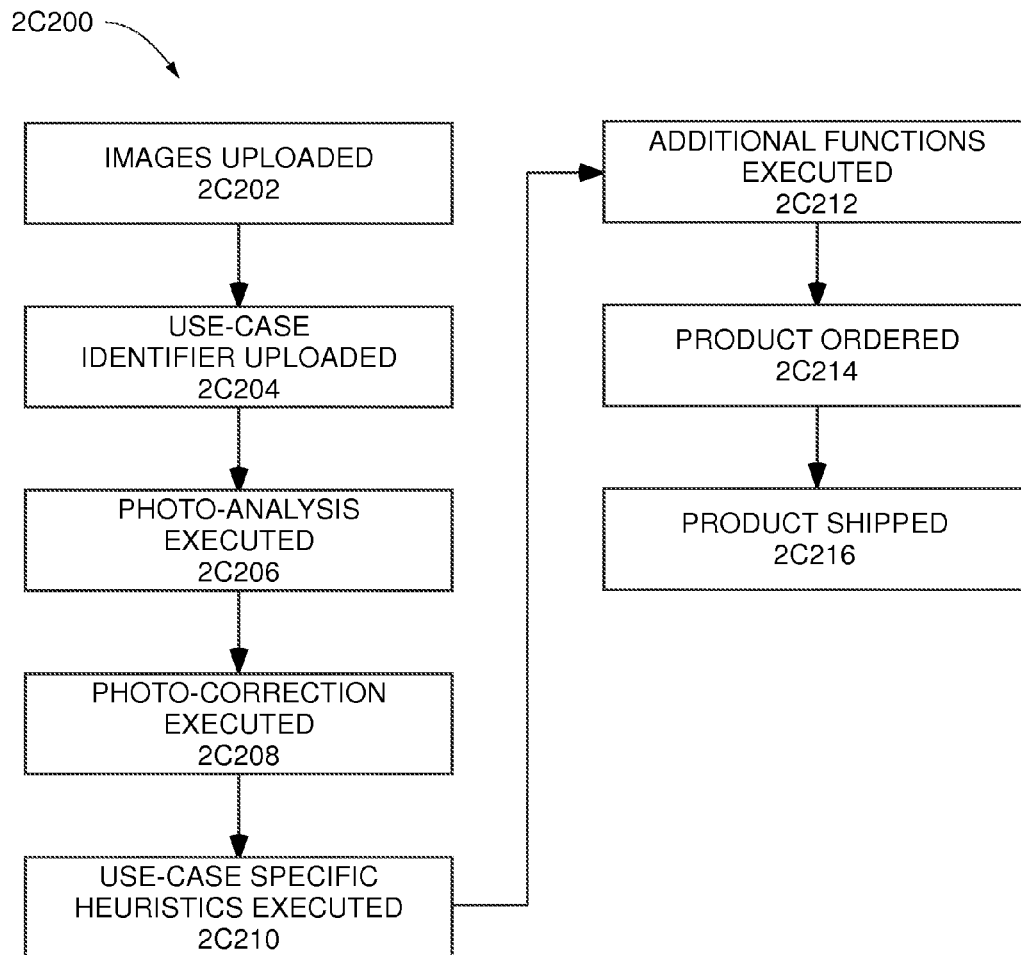 2C200
IMAGES UPLOADED
2C202
USE-CASE
IDENTIFIER UPLOADED
2C204
PHOTO-ANALYSIS
EXECUTED
2C206
PHOTO-CORRECTION
EXECUTED
2C208
USE-CASE SPECIFIC
HEURISTICS EXECUTED
2C210
ADDITIONAL FUNCTIONS
EXECUTED
2C212
PRODUCT ORDERED
2C214
PRODUCT SHIPPED
2C216